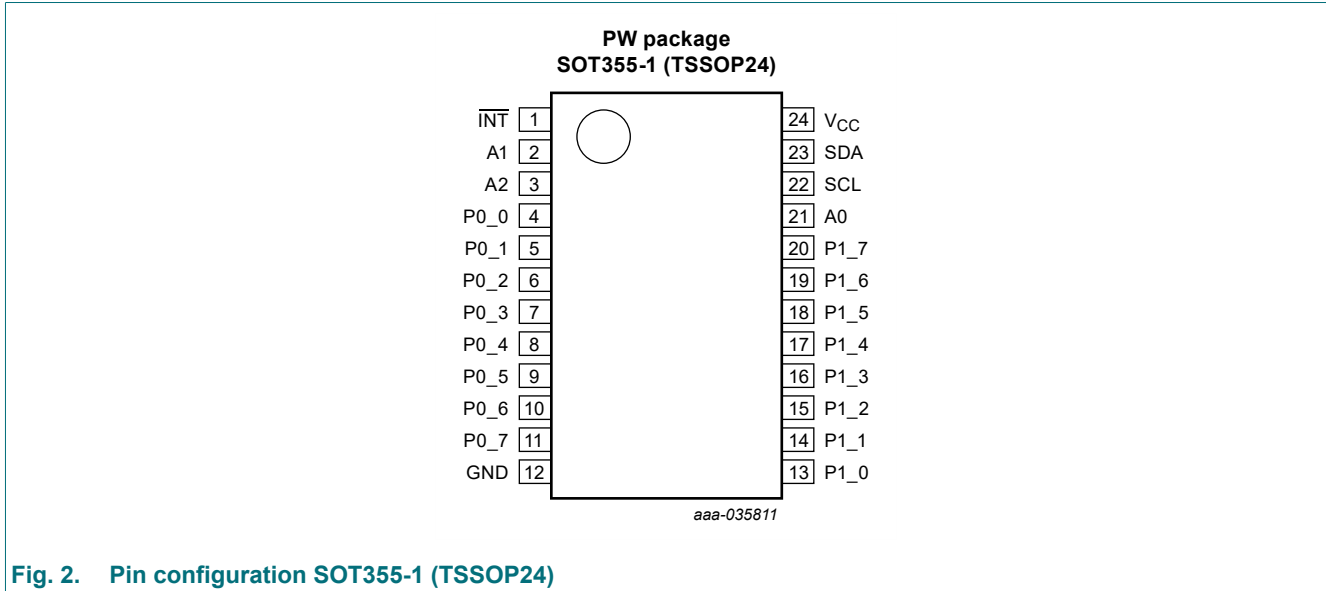 PW package
SOT355-1 (TSSOP24)
INT 1 24 VCC
A1 2 23 SDA
A2 3 22 SCL
P0_0 4 21 A0
P0_1 5 20 P1_7
P0_2 6 19 P1_6
P0_3 7 18 P1_5
P0_4 8 17 P1_4
P0_5 9 16 P1_3
P0_6 10 15 P1_2
P0_7 11 14 P1_1
GND 12 13 P1_0
aaa-035811
Fig. 2. Pin configuration SOT355-1 (TSSOP24)